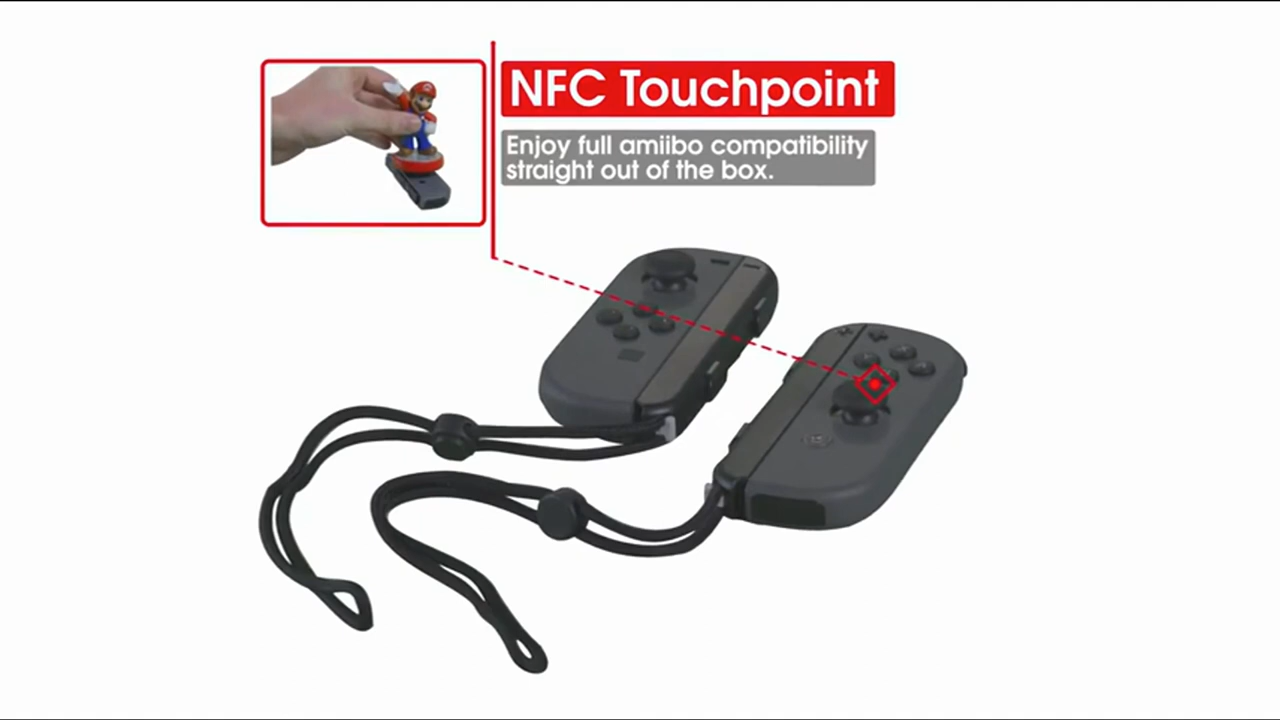 NFC Touchpoint
Enjoy full amiibo compatibility
straight out of the box.